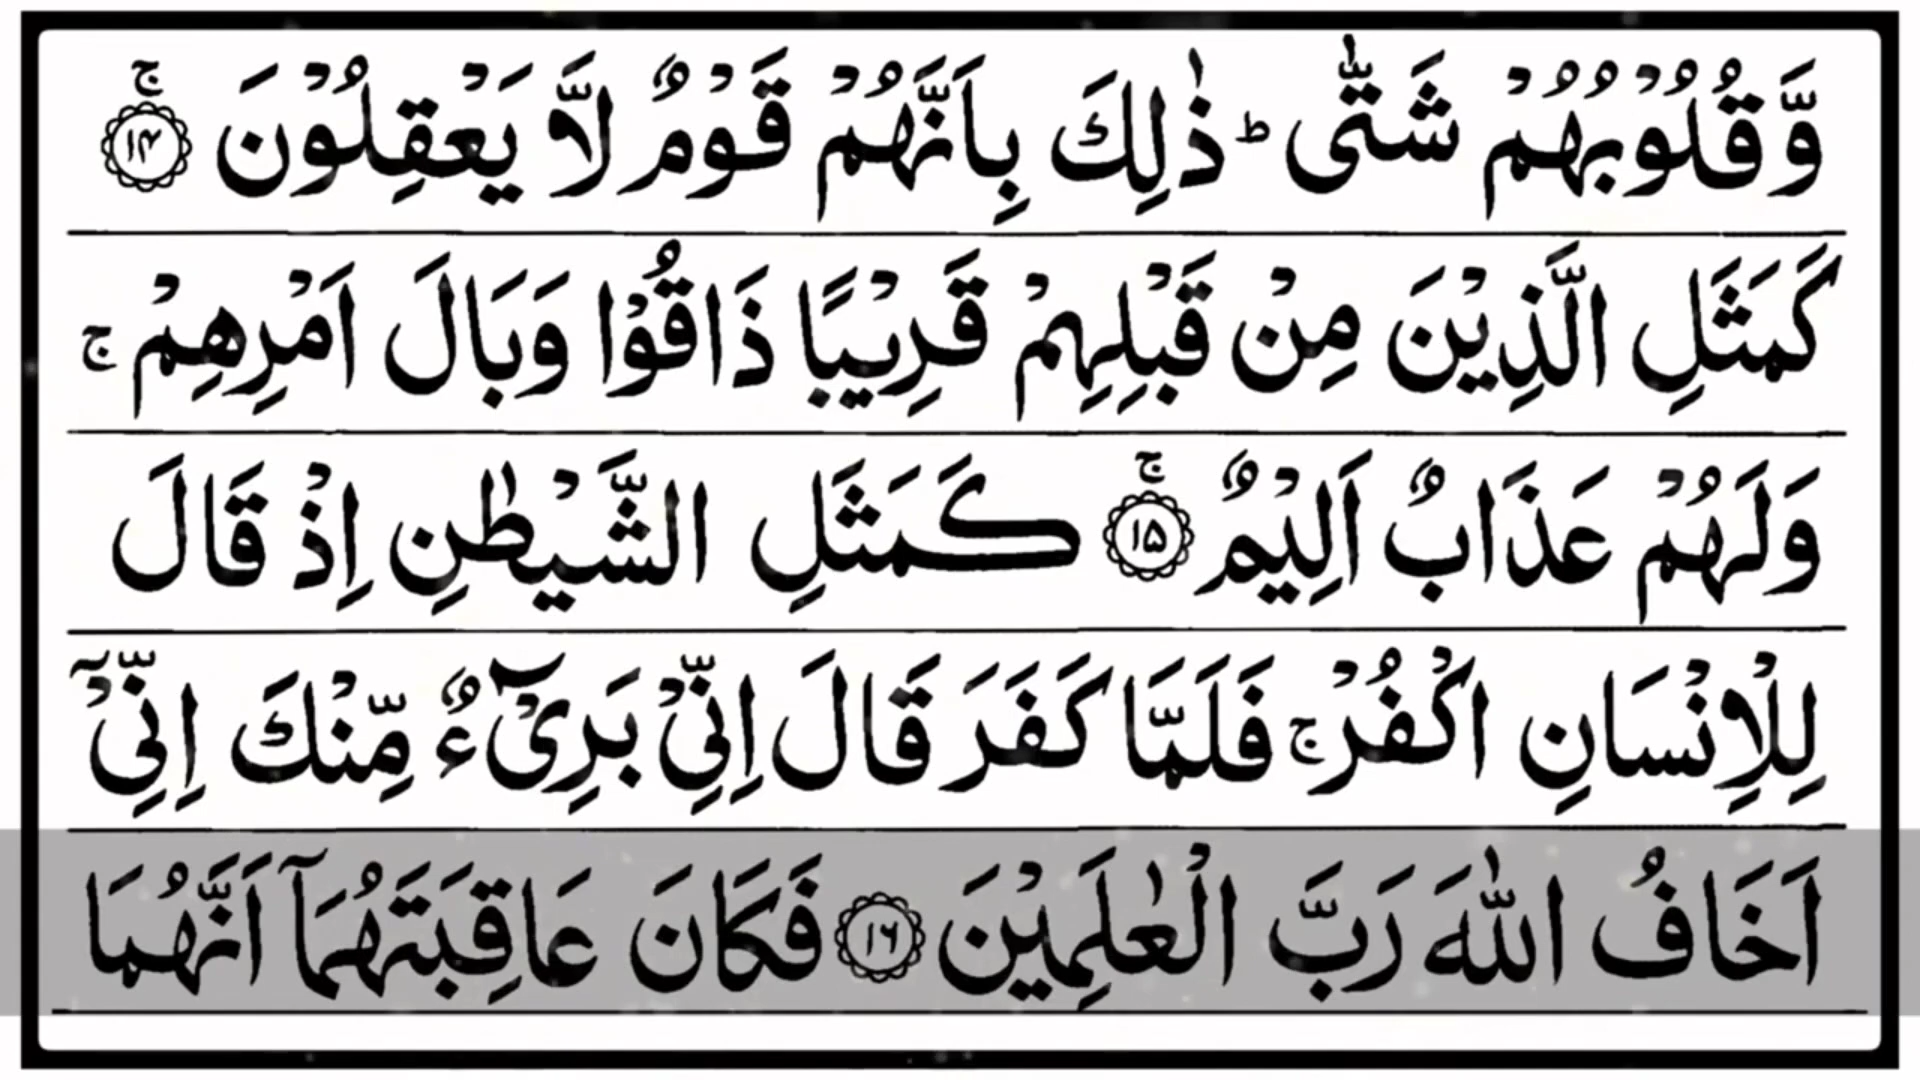 وَّقُلُوْبُهُمْ شَتّٰى ؕ ذٰلِكَ بِاَنَّهُمْ قَوْمٌ لَّا يَعْقِلُوْنَ ۚ ﴿۱۴﴾
كَمَثَلِ الَّذِيْنَ مِنْ قَبْلِهِمْ قَرِيْبًا ذَاقُوْا وَبَالَ اَمْرِهِمْ ۚ
وَلَهُمْ عَذَابٌ اَلِيْمٌ ۚ ﴿۱۵﴾ كَمَثَلِ الشَّيْطٰنِ اِذْ قَالَ
لِلْاِنْسَانِ اكْفُرْ ۚ فَلَمَّا كَفَرَ قَالَ اِنِّىْ بَرِىْٓءٌ مِّنْكَ اِنِّىْۤ
اَخَافُ اللّٰهَ رَبَّ الْعٰلَمِيْنَ ﴿۱۶﴾ فَكَانَ عَاقِبَتَهُمَاۤ اَنَّهُمَا